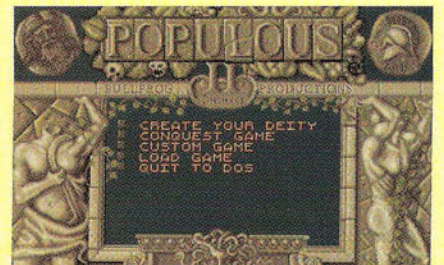 POPULOUS
II
BULLFROG PRODUCTIONS
CREATE YOUR DEITY
CONQUEST GAME
CUSTOM GAME
LOAD GAME
QUIT TO DOS